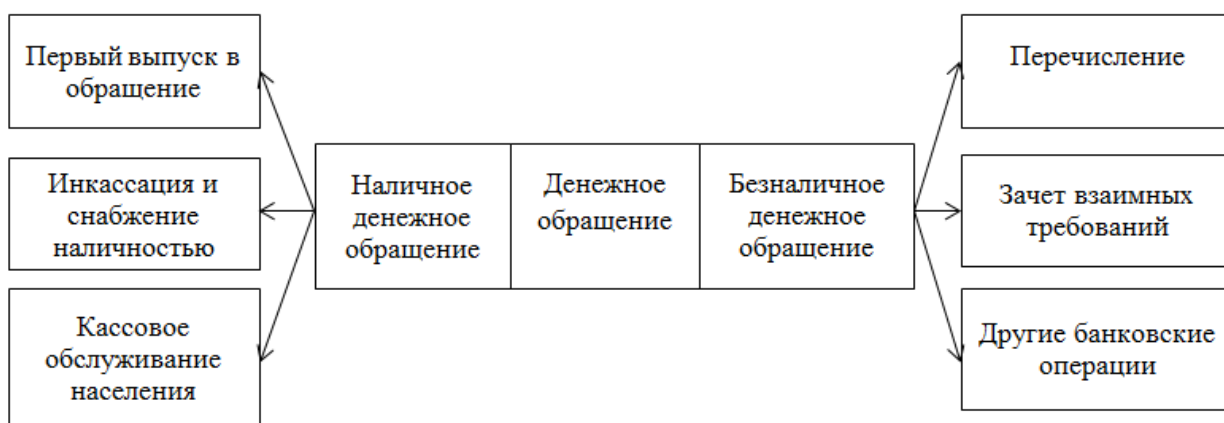 Первый выпуск в
обращение
Инкассация и
снабжение
наличностью
Кассовое
обслуживание
населения
Наличное
денежное
обращение
Денежное
обращение
Безналичное
денежное
обращение
Перечисление
Зачет взаимных
требований
Другие банковские
операции